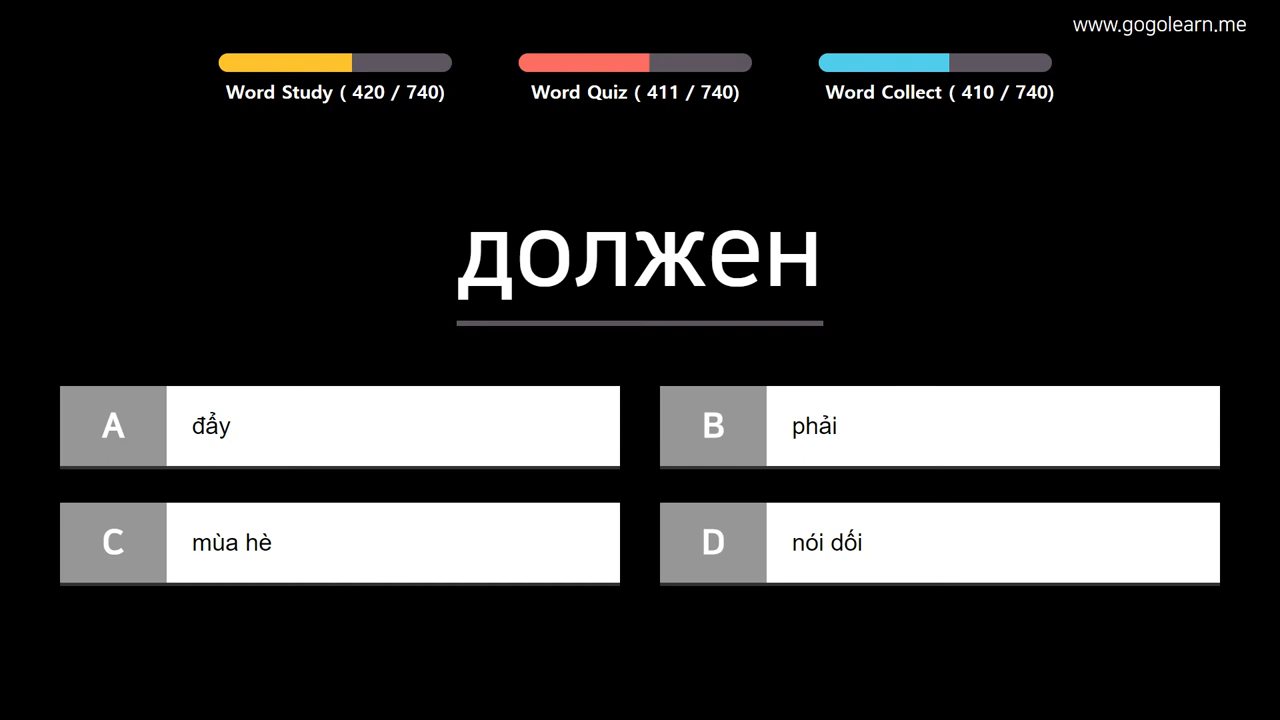 www.gogolearn.me
Word Study ( 420 / 740)
Word Quiz ( 411 / 740)
Word Collect ( 410 / 740)
должен
A đẩy
B phải
C mùa hè
D nói dối